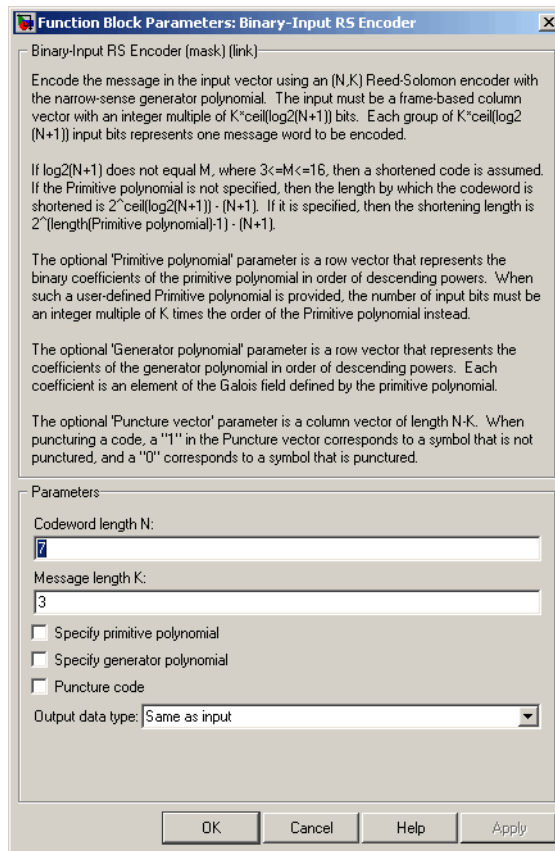 Function Block Parameters: Binary-Input RS Encoder
Binary-Input RS Encoder (mask) (link)
Encode the message in the input vector using an (N,K) Reed-Solomon encoder with
the narrow-sense generator polynomial.  The input must be a frame-based column
vector with an integer multiple of K*ceil(log2(N+1)) bits.  Each group of K*ceil(log2
(N+1)) input bits represents one message word to be encoded.
If log2(N+1) does not equal M, where 3<=M<=16, then a shortened code is assumed.
If the Primitive polynomial is not specified, then the length by which the codeword is
shortened is 2^ceil(log2(N+1)) - (N+1).  If it is specified, then the shortening length is
2^(length(Primitive polynomial)-1) - (N+1).
The optional 'Primitive polynomial' parameter is a row vector that represents the
binary coefficients of the primitive polynomial in order of descending powers.  When
such a user-defined Primitive polynomial is provided, the number of input bits must be
an integer multiple of K times the order of the Primitive polynomial instead.
The optional 'Generator polynomial' parameter is a row vector that represents the
coefficients of the generator polynomial in order of descending powers.  Each
coefficient is an element of the Galois field defined by the primitive polynomial.
The optional 'Puncture vector' parameter is a column vector of length N-K.  When
puncturing a code, a "1" in the Puncture vector corresponds to a symbol that is not
punctured, and a "0" corresponds to a symbol that is punctured.
Parameters
Codeword length N:
7
Message length K:
3
Specify primitive polynomial
Specify generator polynomial
Puncture code
Output data type: Same as input
OK Cancel Help Apply